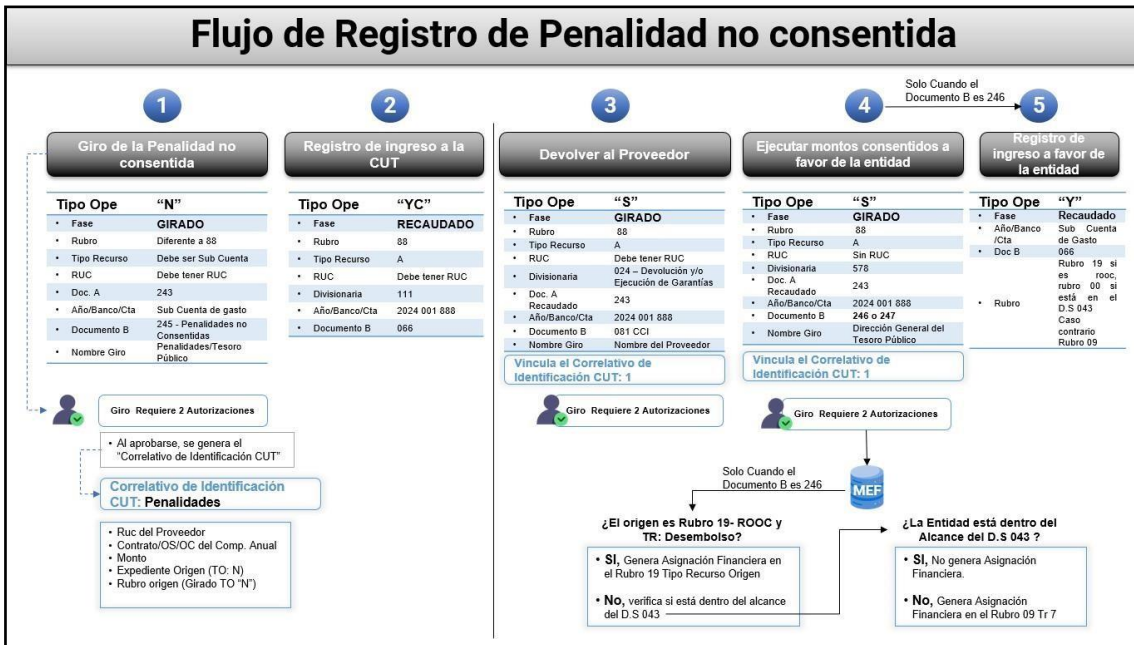 Flujo de Registro de Penalidad no consentida
1
Giro de la Penalidad no
consentida
Tipo Ope "N"
• Fase GIRADO
• Rubro Diferente a 88
• Tipo Recurso Debe ser Sub Cuenta
• RUC Debe tener RUC
• Doc. A 243
• Año/Banco/Cta Sub Cuenta de gasto
• Documento B 245 - Penalidades no
Consentidas
• Nombre Giro Penalidades/Tesoro
Público
Giro Requiere 2 Autorizaciones
• Al aprobarse, se genera el
"Correlativo de Identificación CUT"
Correlativo de Identificación
CUT: Penalidades
• Ruc del Proveedor
• Contrato/OS/OC del Comp. Anual
• Monto
• Expediente Origen (TO: N)
• Rubro origen (Girado TO "N")
2
Registro de ingreso a la
CUT
Tipo Ope "YC"
• Fase RECAUDADO
• Rubro 88
• Tipo Recurso A
• RUC Debe tener RUC
• Divisionaria 111
• Año/Banco/Cta 2024 001 888
• Documento B 066
3
Devolver al Proveedor
Tipo Ope "S"
• Fase GIRADO
• Rubro 88
• Tipo Recurso A
• RUC Debe tener RUC
• Divisionaria 024 – Devolución y/o
Ejecución de Garantías
• Doc. A
Recaudado 243
• Año/Banco/Cta 2024 001 888
• Documento B 081 CCI
• Nombre Giro Nombre del Proveedor
Vincula el Correlativo de
Identificación CUT: 1
Giro Requiere 2 Autorizaciones
4
Solo Cuando el
Documento B es 246
Ejecutar montos consentidos a
favor de la entidad
Tipo Ope "S"
• Fase GIRADO
• Rubro 88
• Tipo Recurso A
• RUC Sin RUC
• Divisionaria 578
• Doc. A
Recaudado 243
• Año/Banco/Cta 2024 001 888
• Documento B 246 o 247
• Nombre Giro Dirección General del
Tesoro Público
Vincula el Correlativo de
Identificación CUT: 1
Giro Requiere 2 Autorizaciones
5
Registro de
ingreso a favor de
la entidad
Tipo Ope "Y"
• Fase Recaudado
• Año/Banco
/Cta Sub Cuenta
de Gasto
• Doc B 066
• Rubro Rubro 19 si
es rooc,
rubro 00 si
está en el
D.S 043
Caso
contrario
Rubro 09
MEF
Solo Cuando el
Documento B es 246
¿El origen es Rubro 19- ROOC y
TR: Desembolso?
• SI, Genera Asignación Financiera en
el Rubro 19 Tipo Recurso Origen
• No, verifica si está dentro del alcance
del D.S 043
¿La Entidad está dentro del
Alcance del D.S 043 ?
• SI, No genera Asignación
Financiera.
• No, Genera Asignación
Financiera en el Rubro 09 Tr 7